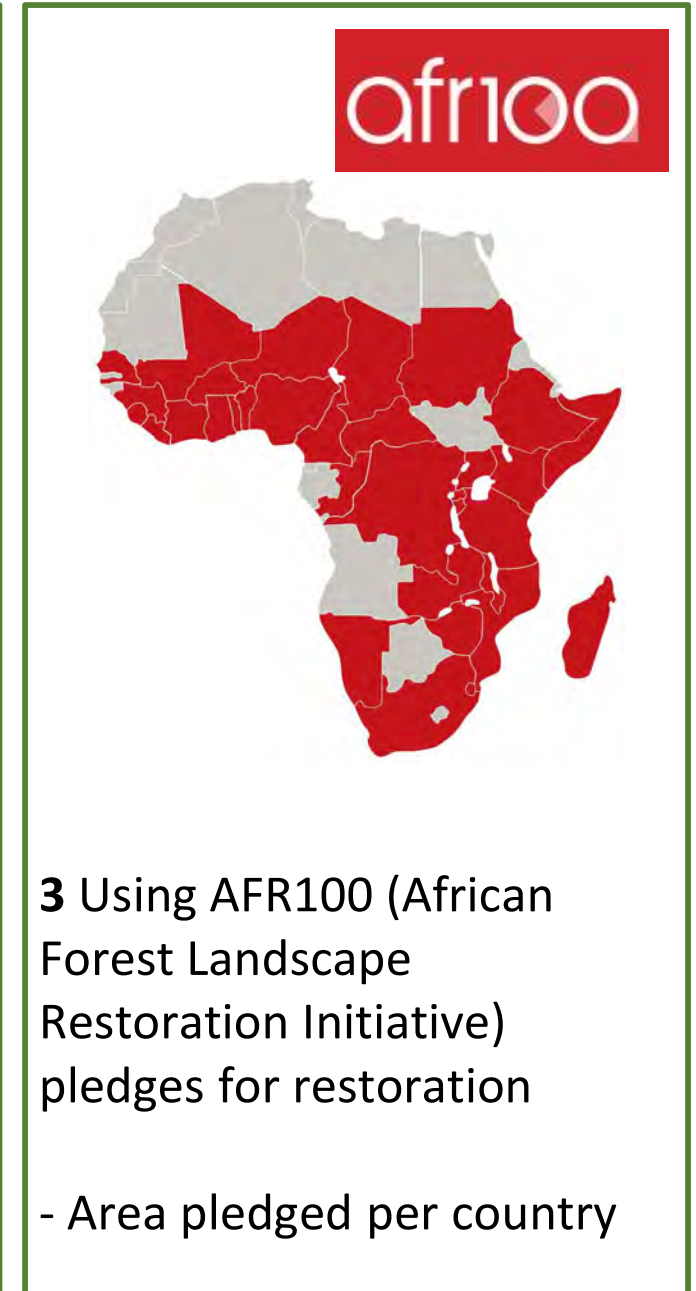 afr100
3 Using AFR100 (African
Forest Landscape
Restoration Initiative)
pledges for restoration
- Area pledged per country